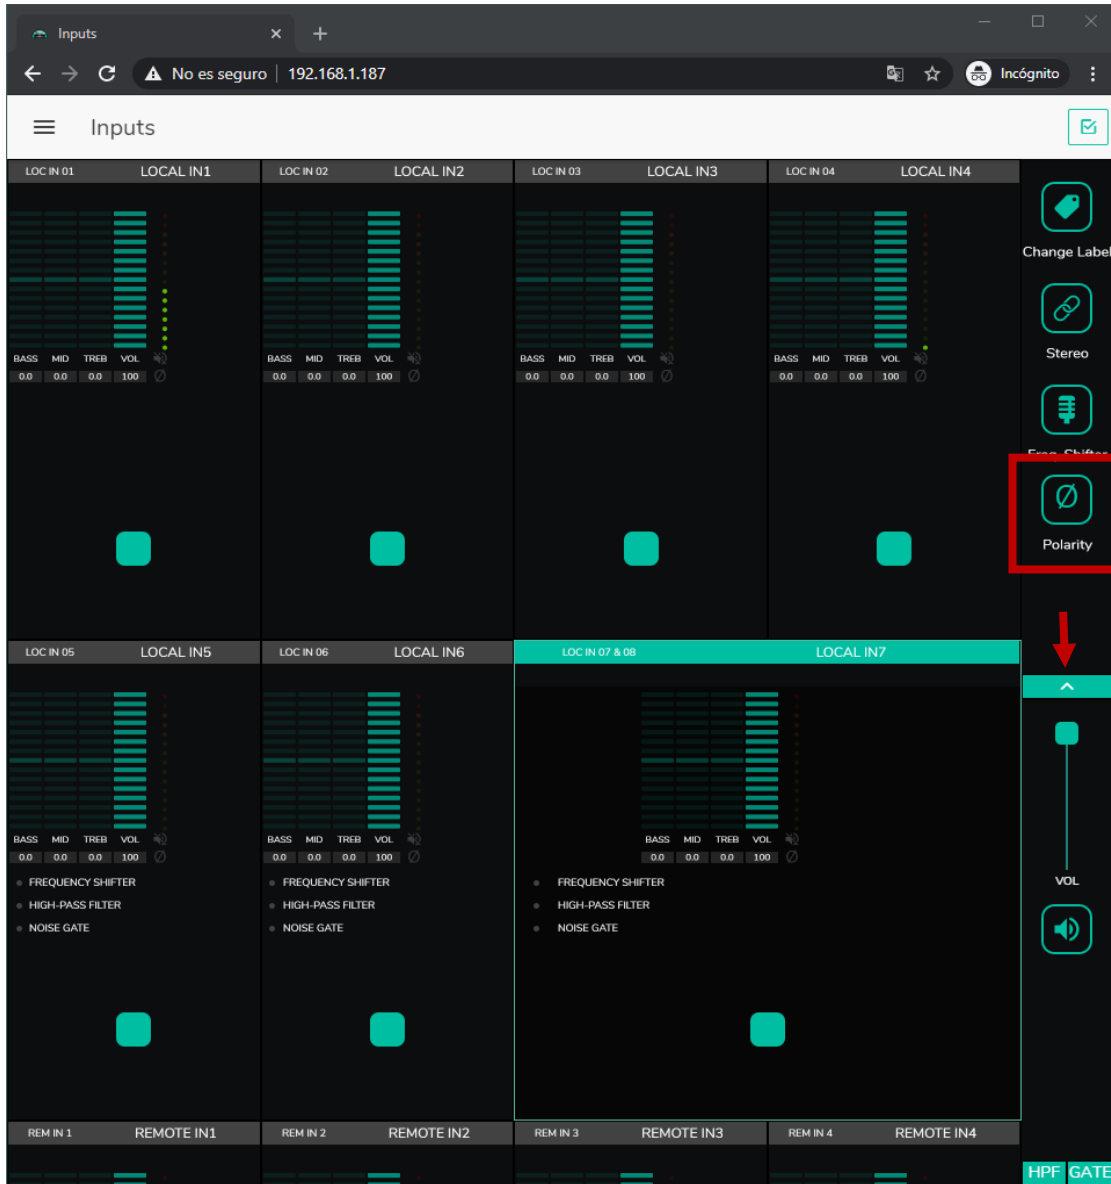 Inputs
No es seguro 192.168.1.187 Incógnito
Inputs
LOC IN 01 LOCAL IN1 LOC IN 02 LOCAL IN2 LOC IN 03 LOCAL IN3 LOC IN 04 LOCAL IN4
Change Label
Stereo
BASS MID TREB VOL BASS MID TREB VOL BASS MID TREB VOL BASS MID TREB VOL
0.0 0.0 0.0 100 0.0 0.0 0.0 100 0.0 0.0 0.0 100 0.0 0.0 0.0 100
Freq. Shifter
Polarity
LOC IN 05 LOCAL IN5 LOC IN 06 LOCAL IN6 LOC IN 07 & 08 LOCAL IN7
BASS MID TREB VOL BASS MID TREB VOL BASS MID TREB VOL
0.0 0.0 0.0 100 0.0 0.0 0.0 100 0.0 0.0 0.0 100
FREQUENCY SHIFTER FREQUENCY SHIFTER FREQUENCY SHIFTER VOL
HIGH-PASS FILTER HIGH-PASS FILTER HIGH-PASS FILTER
NOISE GATE NOISE GATE NOISE GATE
REM IN 1 REMOTE IN1 REM IN 2 REMOTE IN2 REM IN 3 REMOTE IN3 REM IN 4 REMOTE IN4
HPF GATE